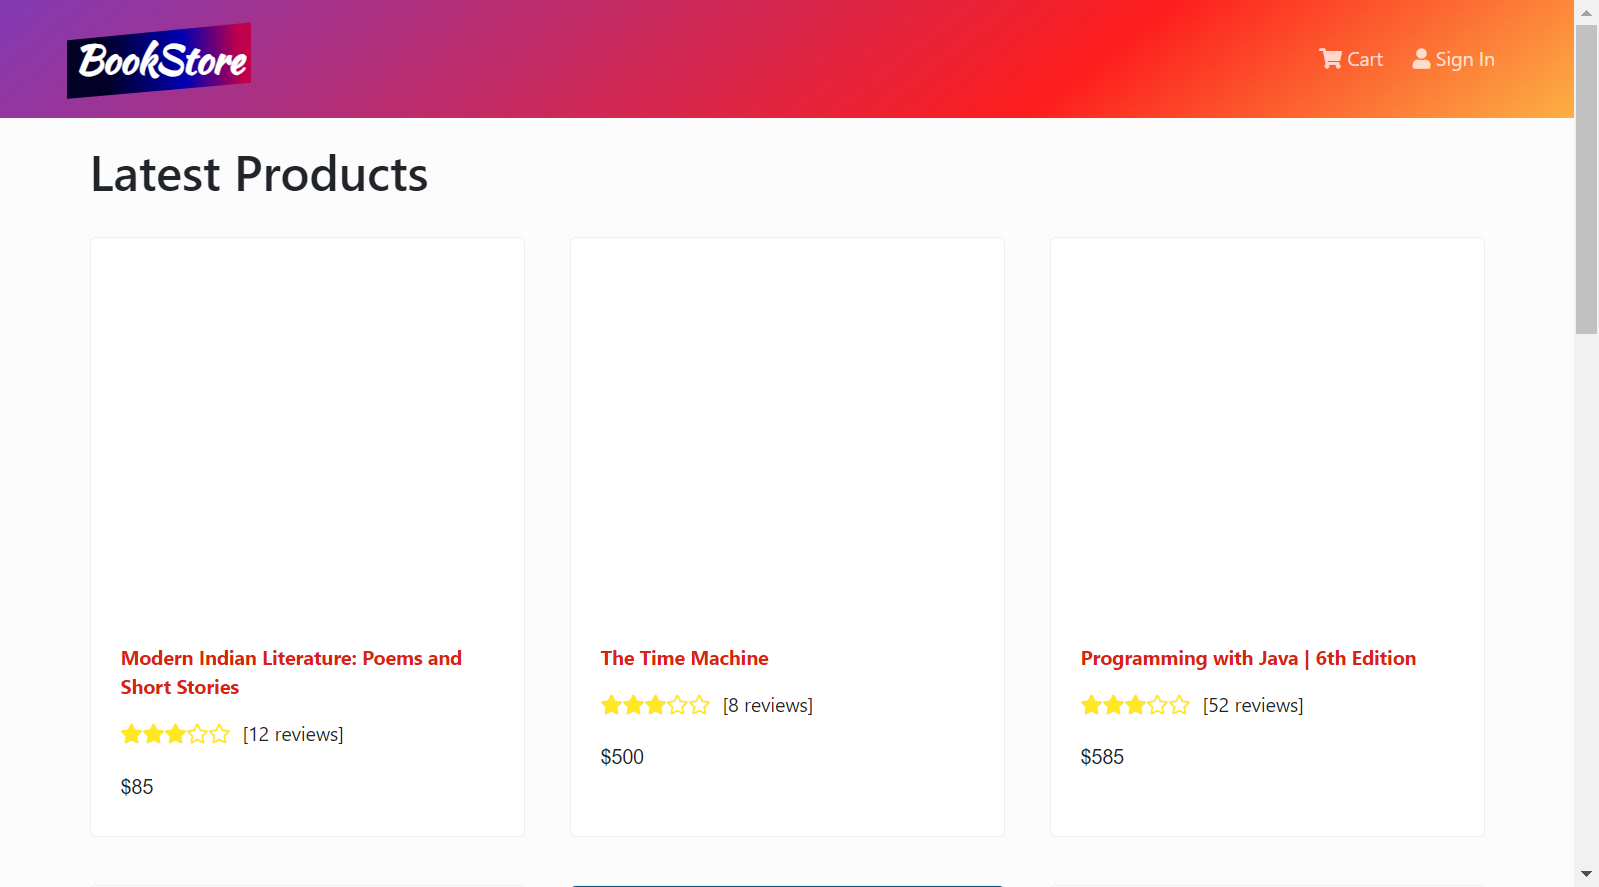 BookStore
Cart
Sign In
Latest Products
Modern Indian Literature: Poems and
Short Stories
[12 reviews]
$85
The Time Machine
[8 reviews]
$500
Programming with Java | 6th Edition
[52 reviews]
$585